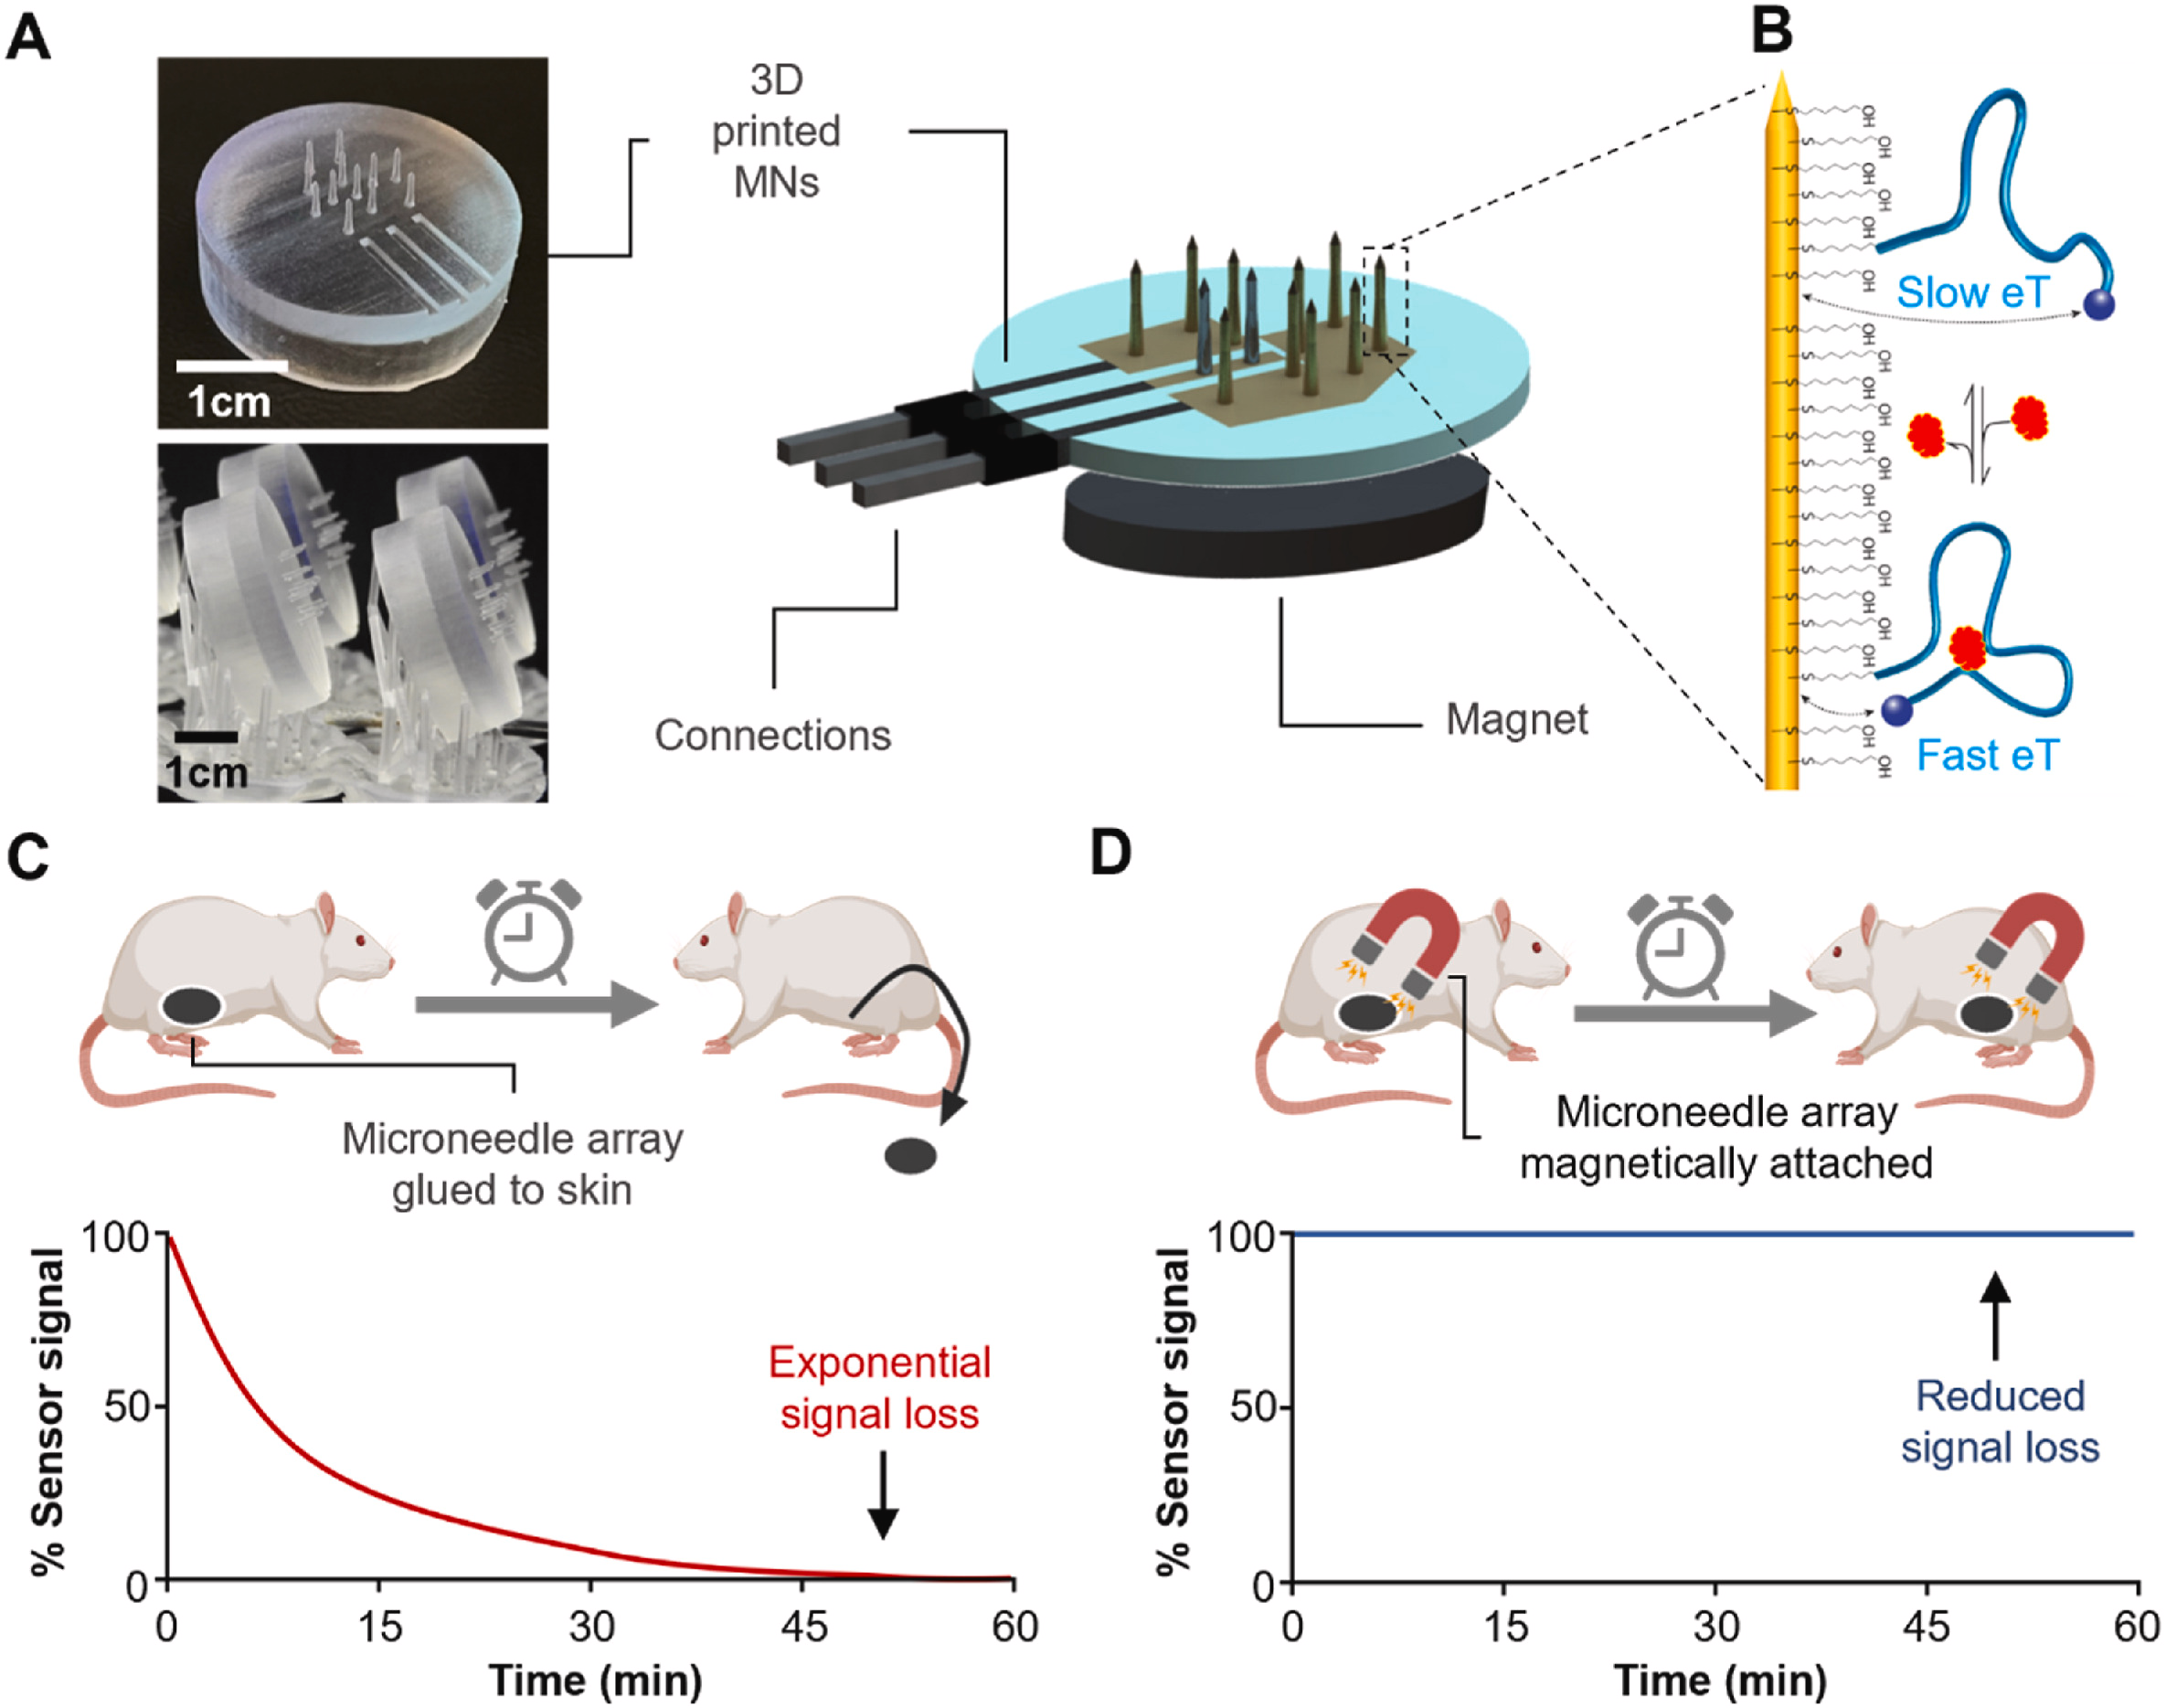 A
3D
printed
MNs
1cm
1cm
Connections
Magnet
B
S
HO
Slow eT
Fast eT
C
Microneedle array
glued to skin
100
50
0
% Sensor signal
Exponential
signal loss
0 15 30 45 60
Time (min)
D
Microneedle array
magnetically attached
100
50
0
% Sensor signal
Reduced
signal loss
0 15 30 45 60
Time (min)